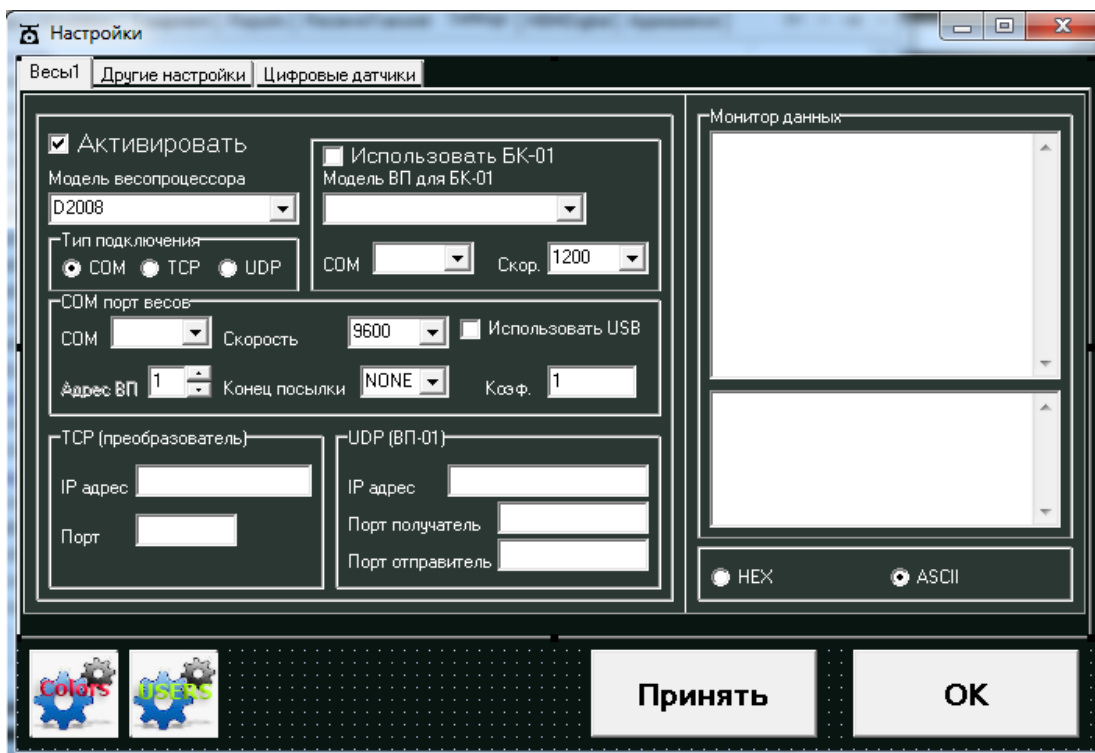 Настройки
Весы1 Другие настройки Цифровые датчики
Активировать
Модель весопроцессора
D2008
Тип подключения
COM TCP UDP
Использовать БК-01
Модель ВП для БК-01
COM Скор. 1200
COM порт весов
COM Скорость 9600 Использовать USB
Адрес ВП 1 Конец посылки NONE Коэф. 1
TCP (преобразователь)
IP адрес
Порт
UDP (ВП-01)
IP адрес
Порт получатель
Порт отправитель
Монитор данных
HEX ASCII
Colors USERS
Принять OK